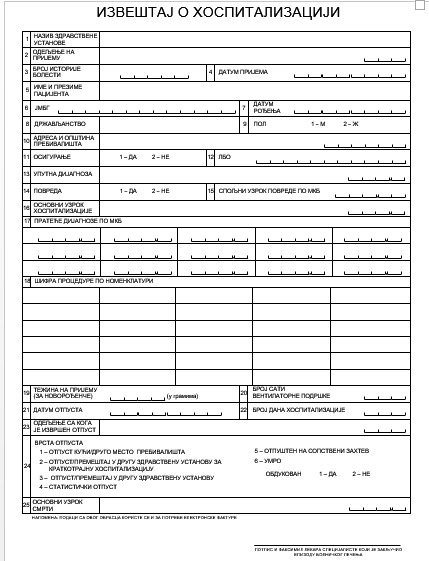 ИЗВЕШТАЈ О ХОСПИТАЛИЗАЦИЈИ
1 НАЗИВ ЗДРАВСТВЕНЕ
УСТАНОВЕ
2 ОДЕЉЕЊЕ НА
ПРИЈЕМУ
3 БРОЈ ИСТОРИЈЕ
БОЛЕСТИ
4 ДАТУМ ПРИЈЕМА
5 ИМЕ И ПРЕЗИМЕ
ПАЦИЈЕНТА
6 ЈМБГ
7 ДАТУМ
РОЂЕЊА
8 ДРЖАВЉАНСТВО
9 ПОЛ 1 – М 2 – Ж
10 АДРЕСА И ОПШТИНА
ПРЕБИВАЛИШТА
11 ОСИГУРАЊЕ 1 – ДА 2 – НЕ
12 ЛБО
13 УПУТНА ДИЈАГНОЗА
14 ПОВРЕДА 1 – ДА 2 – НЕ
15 СПОЉНИ УЗРОК ПОВРЕДЕ ПО МКБ
16 ОСНОВНИ УЗРОК
ХОСПИТАЛИЗАЦИЈЕ
17 ПРАТЕЋЕ ДИЈАГНОЗЕ ПО МКБ
18 ШИФРА ПРОЦЕДУРЕ ПО НОМЕНКЛАТУРИ
19 ТЕЖИНА НА ПРИЈЕМУ
(ЗА НОВОРОЂЕНЧЕ) (у грамима)
20 БРОЈ САТИ
ВЕНТИЛАТОРНЕ ПОДРШКЕ
21 ДАТУМ ОТПУСТА
22 БРОЈ ДАНА ХОСПИТАЛИЗАЦИЈЕ
23 ОДЕЉЕЊЕ СА КОГА
ЈЕ ИЗВРШЕН ОТПУСТ
24 ВРСТА ОТПУСТА
1 – ОТПУСТ КУЋИ/ДРУГО МЕСТО ПРЕБИВАЛИШТА
2 – ОТПУСТ/ПРЕМЕШТАЈ У ДРУГУ ЗДРАВСТВЕНУ УСТАНОВУ ЗА
КРАТКОТРАЈНУ ХОСПИТАЛИЗАЦИЈУ
3 – ОТПУСТ/ПРЕМЕШТАЈ У ДРУГУ ЗДРАВСТВЕНУ УСТАНОВУ
4 – СТАТИСТИЧКИ ОТПУСТ
5 – ОТПУШТЕН НА СОПСТВЕНИ ЗАХТЕВ
6 – УМРО
ОБДУКОВАН 1 – ДА 2 – НЕ
25 ОСНОВНИ УЗРОК
СМРТИ
НАПОМЕНА: ПОДАЦИ СА ОВОГ ОБРАСЦА КОРИСТЕ СЕ И ЗА ПОТРЕБЕ ЕЛЕКТРОНСКЕ ФАКТУРЕ
ПОТПИС И ФАКСИМИЛ ЛЕКАРА СПЕЦИЈАЛИСТЕ КОЈИ ЈЕ ЗАКЉУЧИО
ЕПИЗОДУ БОЛНИЧКОГ ЛЕЧЕЊА